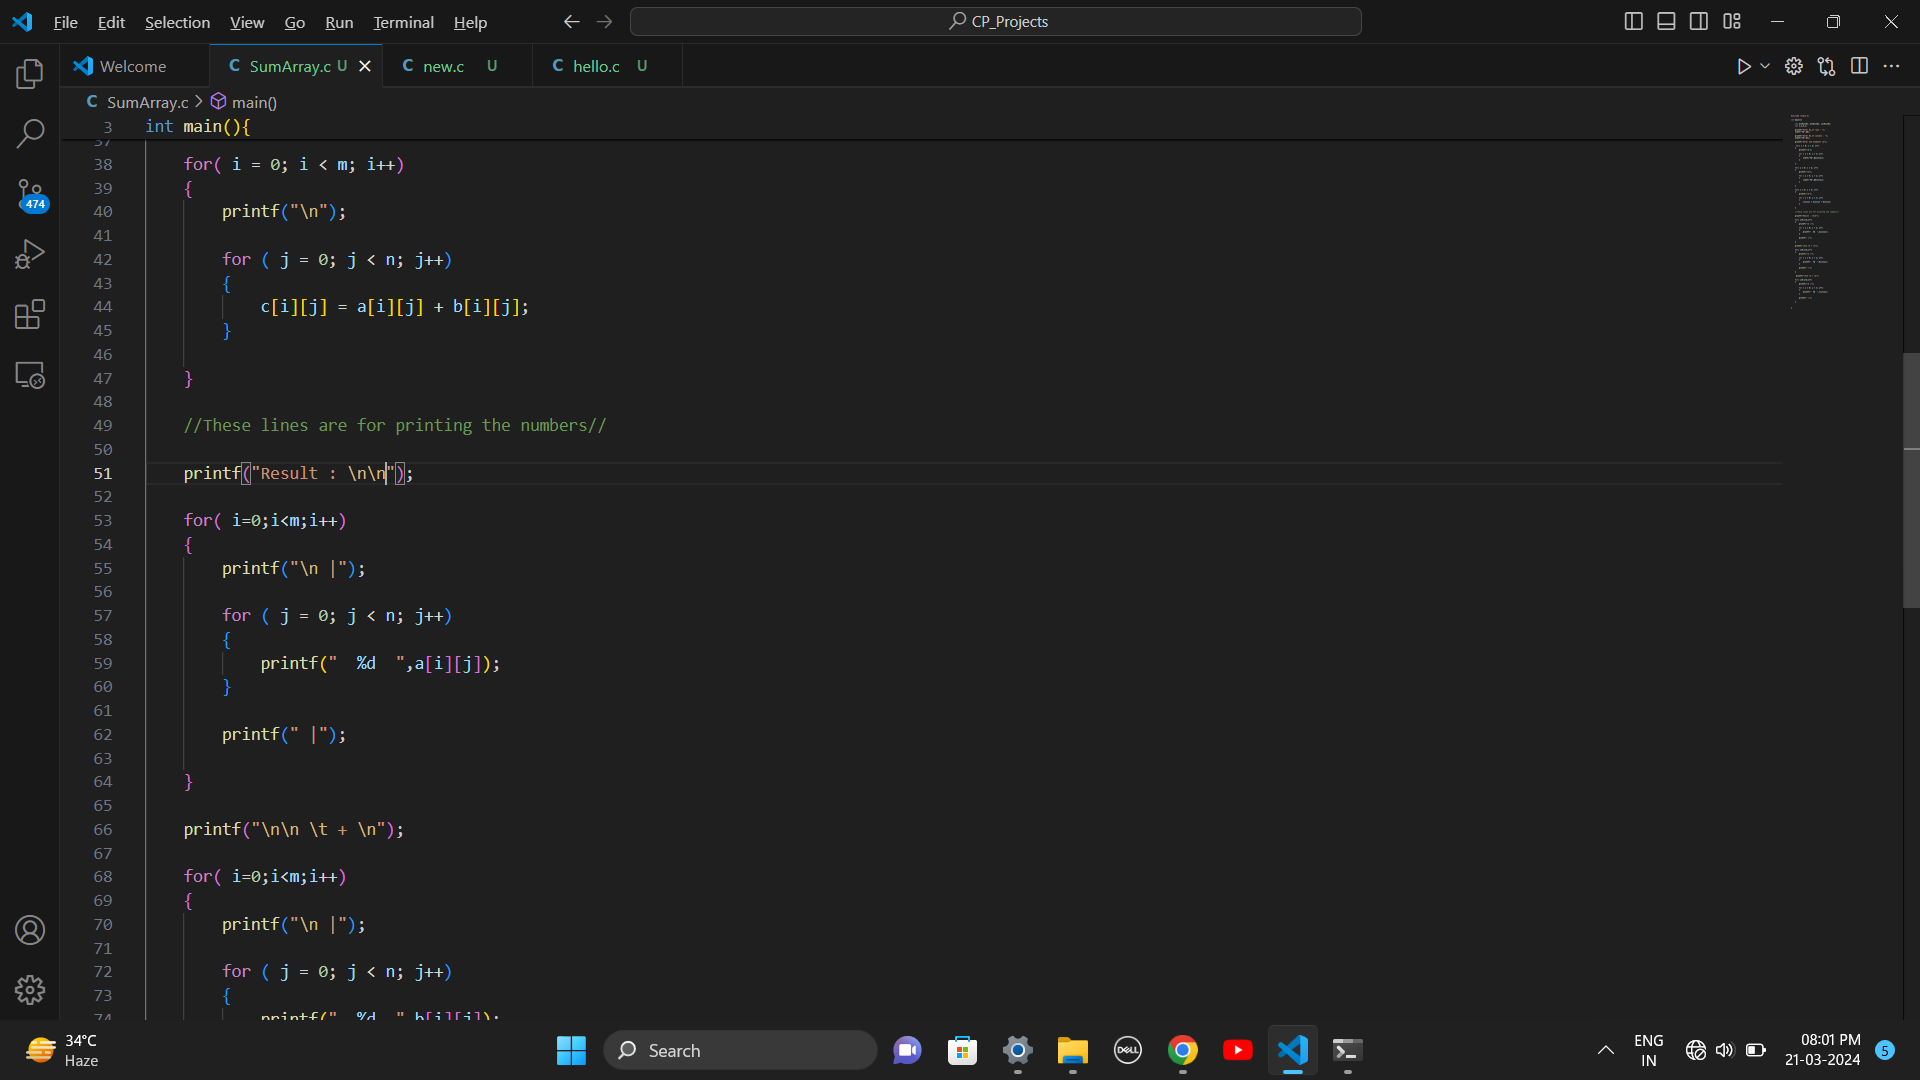 File Edit Selection View Go Run Terminal Help
CP_Projects
Welcome
C SumArray.c U
C new.c U
C hello.c U
C SumArray.c > main()
3 int main(){
37
38 for( i = 0; i < m; i++)
39 {
40 printf("\n");
41
42 for ( j = 0; j < n; j++)
43 {
44 c[i][j] = a[i][j] + b[i][j];
45 }
46
47 }
48
49 //These lines are for printing the numbers//
50
51 printf("Result : \n\n");
52
53 for( i=0;i<m;i++)
54 {
55 printf("\n |");
56
57 for ( j = 0; j < n; j++)
58 {
59 printf("  %d  ",a[i][j]);
60 }
61
62 printf(" |");
63
64 }
65
66 printf("\n\n \t + \n");
67
68 for( i=0;i<m;i++)
69 {
70 printf("\n |");
71
72 for ( j = 0; j < n; j++)
73 {
74 printf("  %d  ",b[i][j]);
474
34°C
Haze
Search
DELL
ENG
IN
08:01 PM
21-03-2024
5